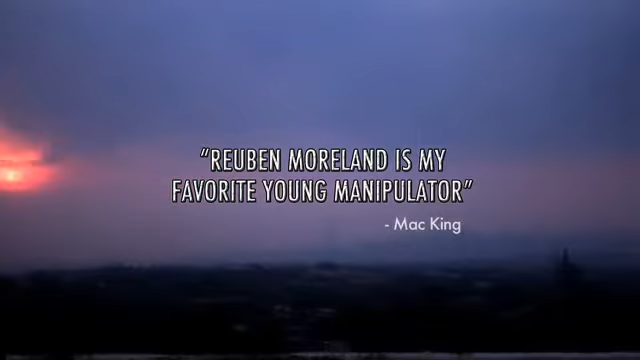 “REUBEN MORELAND IS MY
FAVORITE YOUNG MANIPULATOR”
- Mac King